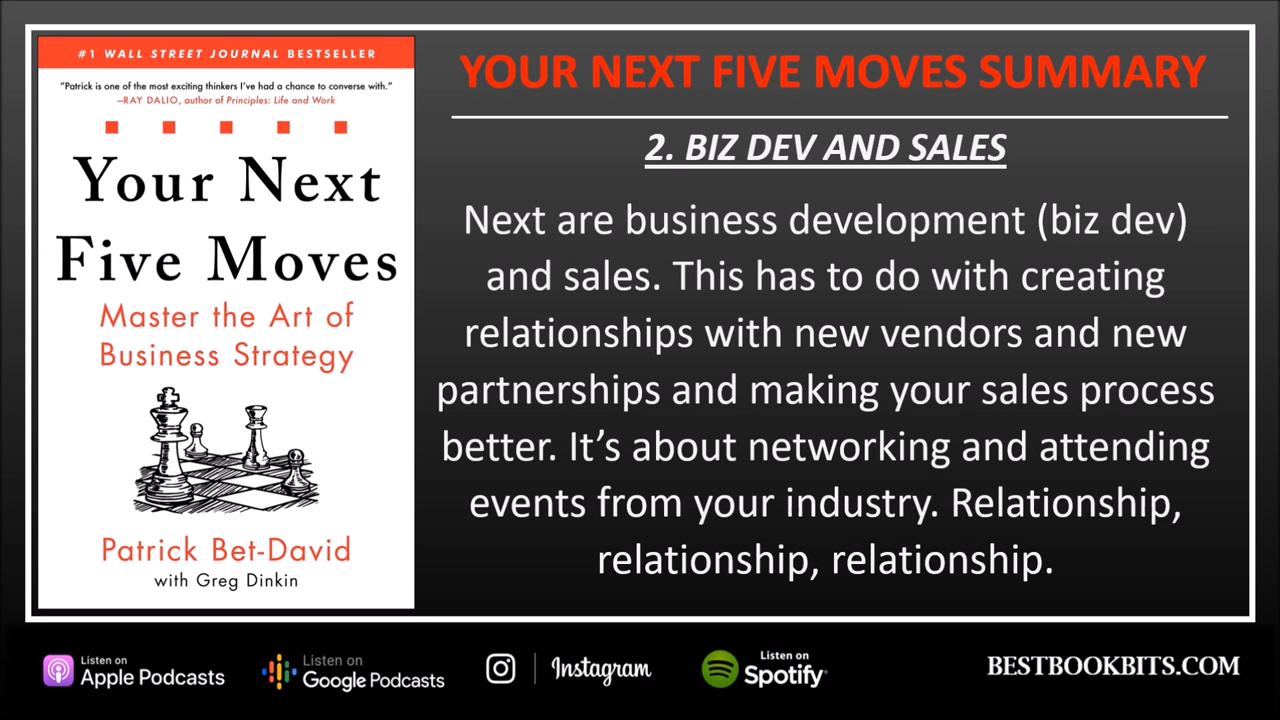 #1 WALL STREET JOURNAL BESTSELLER
"Patrick is one of the most exciting thinkers I've had a chance to converse with."
—RAY DALIO, author of Principles: Life and Work
Your Next
Five Moves
Master the Art of
Business Strategy
Patrick Bet-David
with Greg Dinkin
YOUR NEXT FIVE MOVES SUMMARY
2. BIZ DEV AND SALES
Next are business development (biz dev)
and sales. This has to do with creating
relationships with new vendors and new
partnerships and making your sales process
better. It's about networking and attending
events from your industry. Relationship,
relationship, relationship.
Listen on
Apple Podcasts
Listen on
Google Podcasts
Instagram
Listen on
Spotify
BESTBOOKBITS.COM